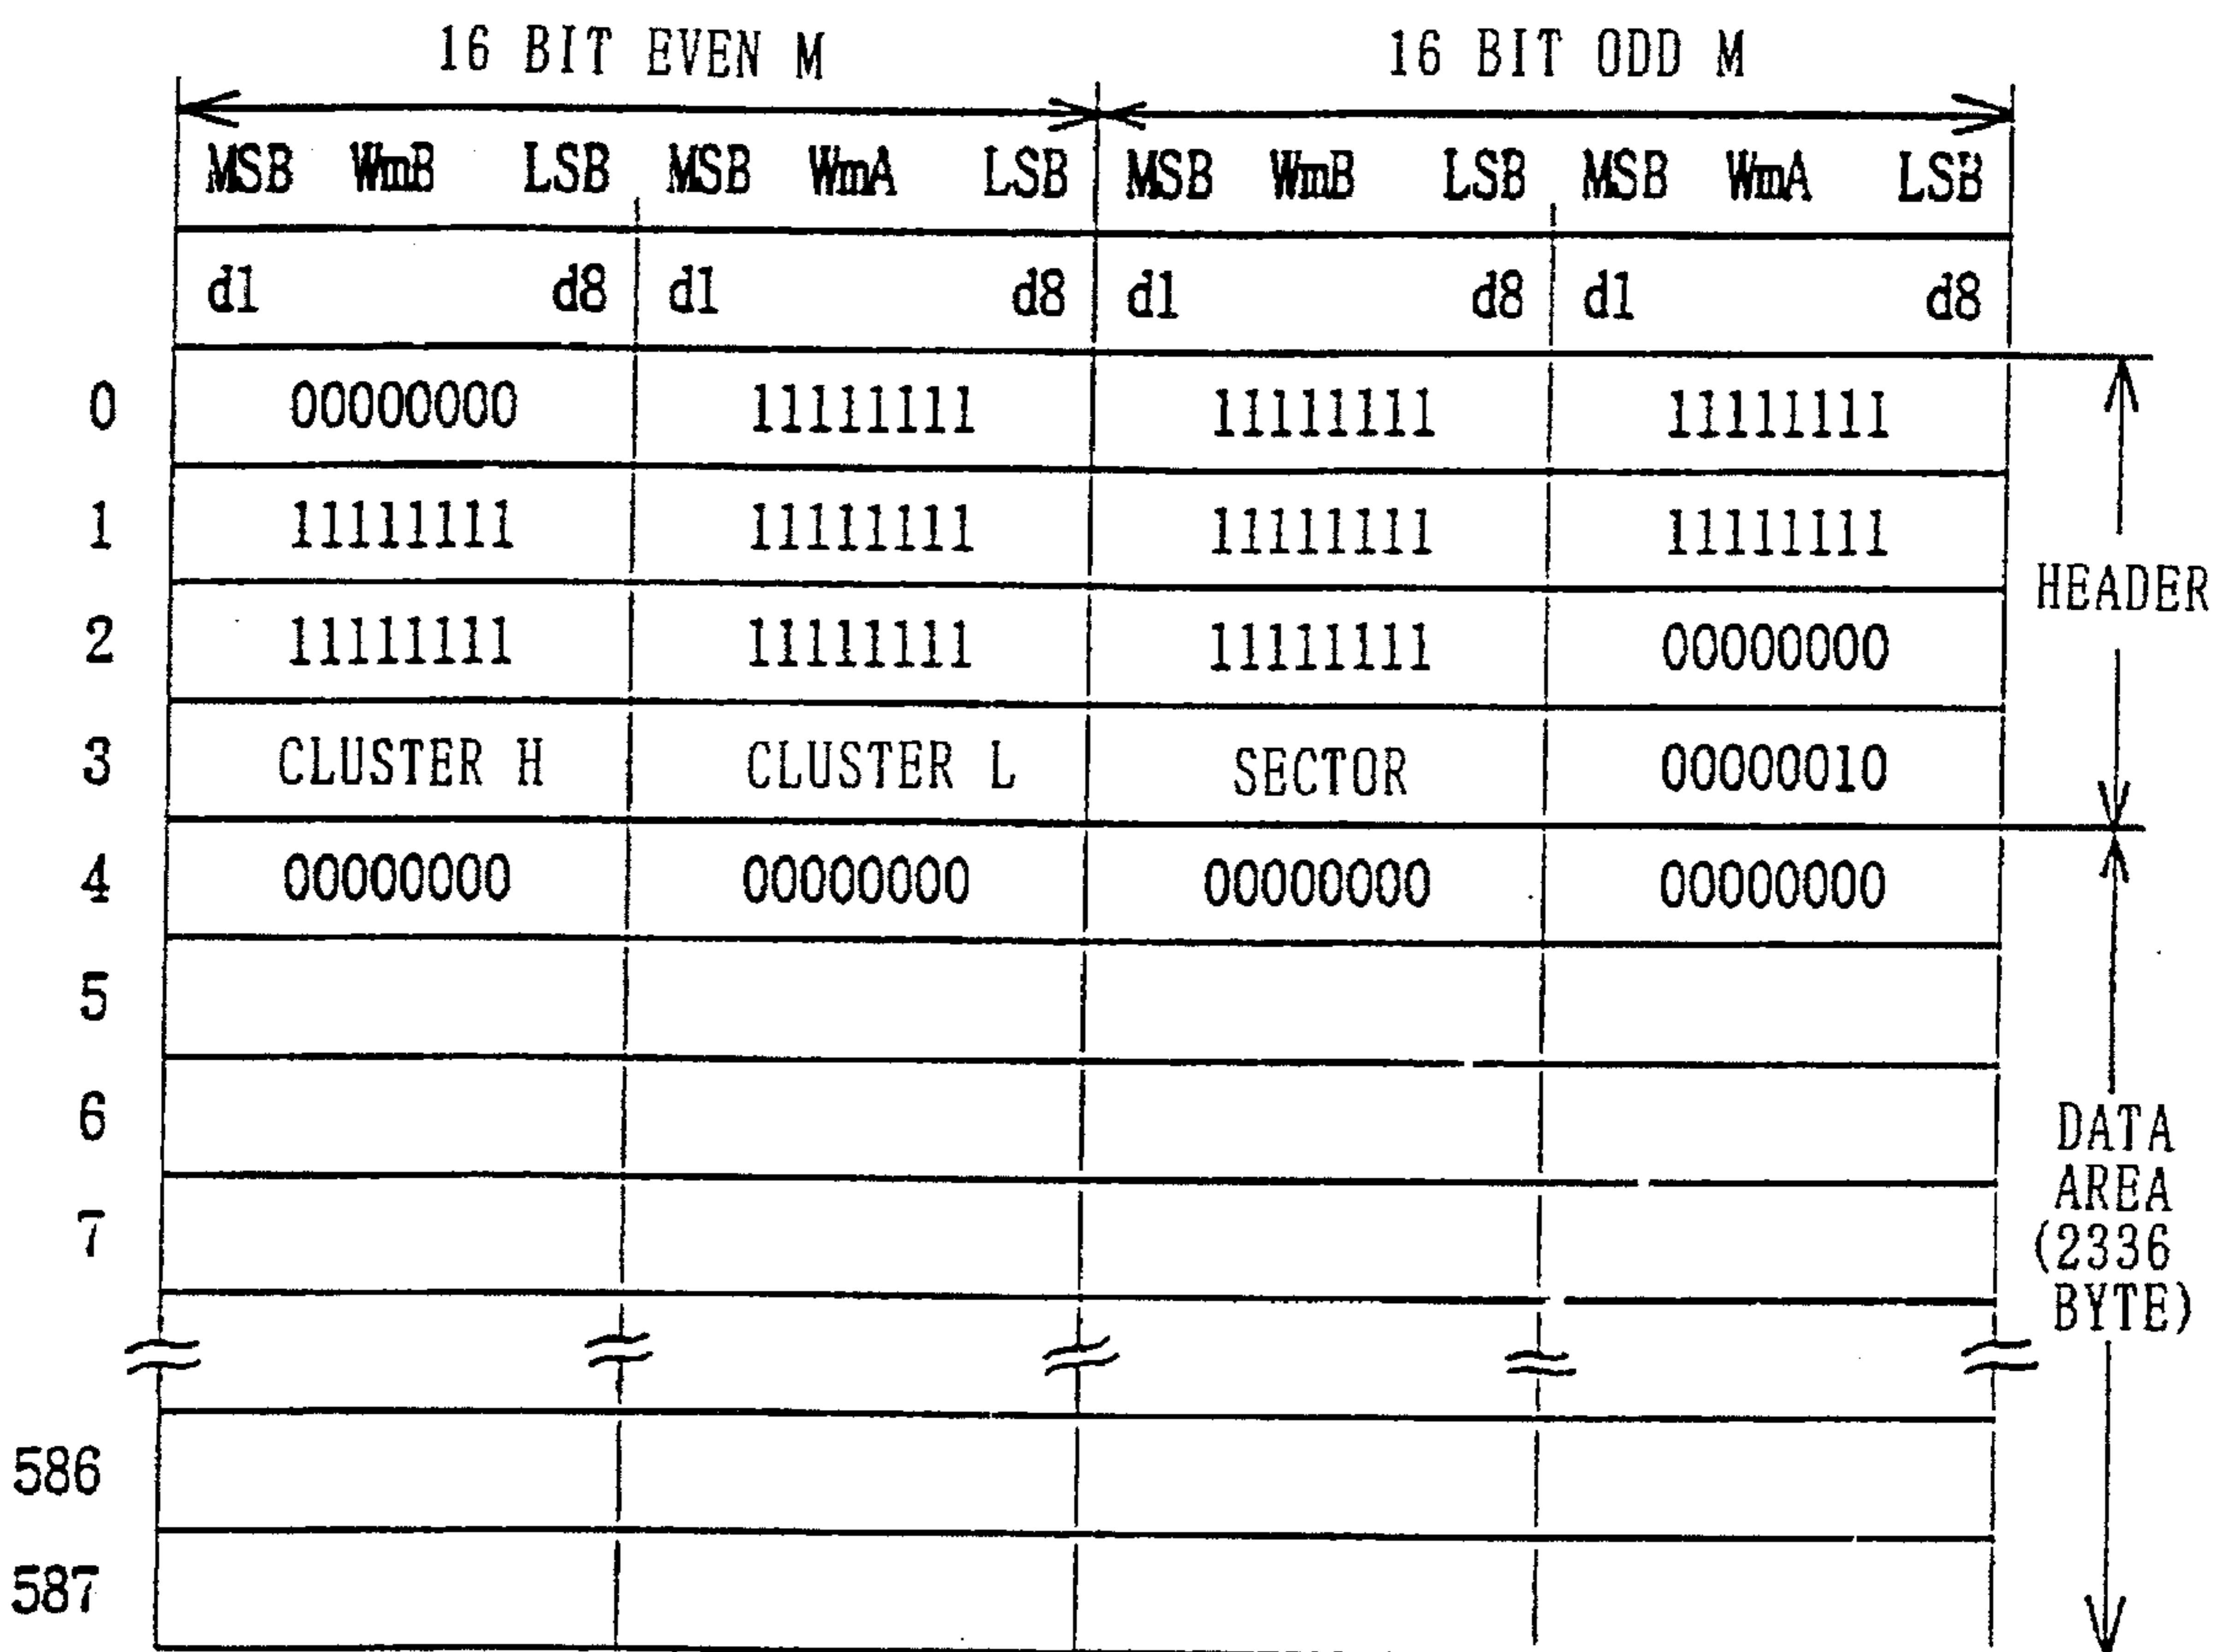 16 BIT EVEN M 16 BIT ODD M
MSB WmB LSB MSB WmA LSB MSB WmB LSB MSB WmA LSB
d1 d8 d1 d8 d1 d8 d1 d8
0 00000000 11111111 11111111 11111111
1 11111111 11111111 11111111 11111111
HEADER
2 11111111 11111111 11111111 00000000
3 CLUSTER H CLUSTER L SECTOR 00000010
4 00000000 00000000 00000000 00000000
5
6
DATA
AREA
7
(2336
BYTE)
586
587